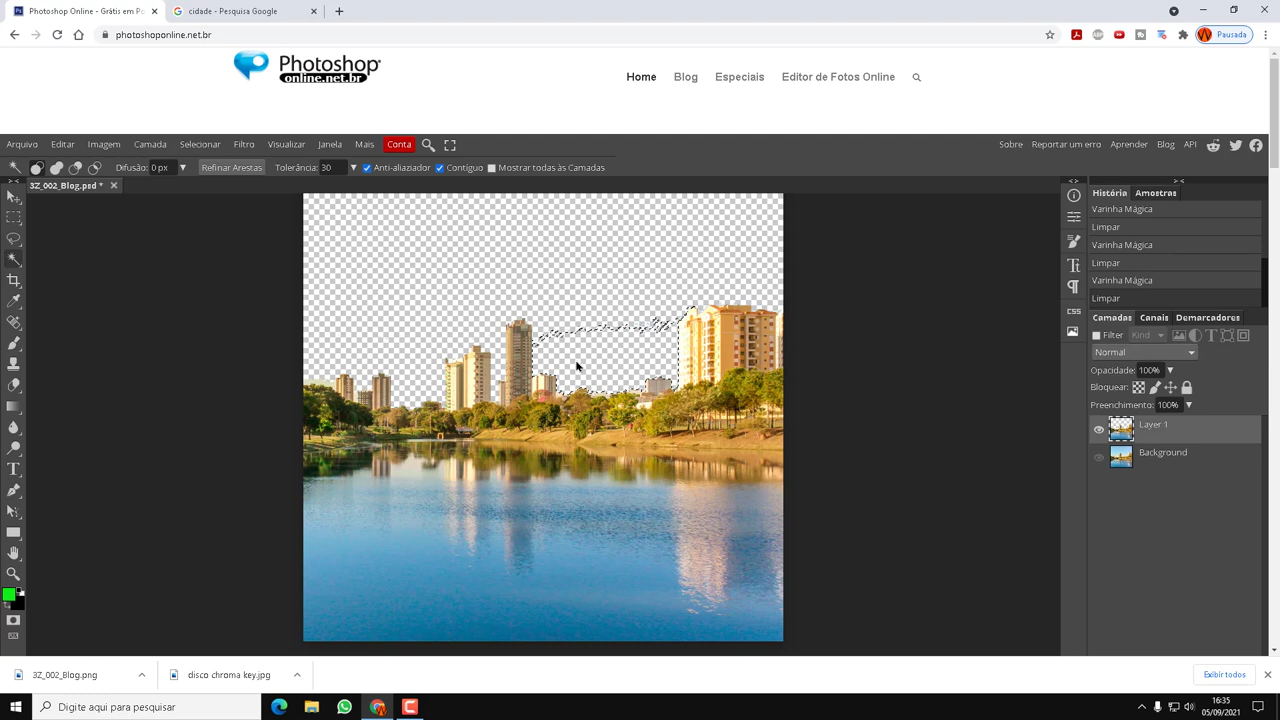 Photoshop Online - Grátis em Po
cidade - Pesquisa Google
photoshoponline.net.br
Pausada
Photoshop
online.net.br
Home Blog Especiais Editor de Fotos Online
Arquivo Editar Imagem Camada Selecionar Filtro Visualizar Janela Mais Conta
Sobre Reportar um erro Aprender Blog API
Difusão: 0 px Refinar Arestas Tolerância: 30 Anti-aliaziador Contíguo Mostrar todas às Camadas
3Z_002_Blog.psd *
História Amostras
Varinha Mágica
Limpar
Varinha Mágica
Limpar
Varinha Mágica
Limpar
Camadas Canais Demarcadores
Filter Kind
Normal
Opacidade: 100%
Bloquear:
Preenchimento: 100%
Layer 1
Background
CSS
3Z_002_Blog.png
disco chroma key.jpg
Exibir todos
Digite aqui para pesquisar
16:35
05/09/2021